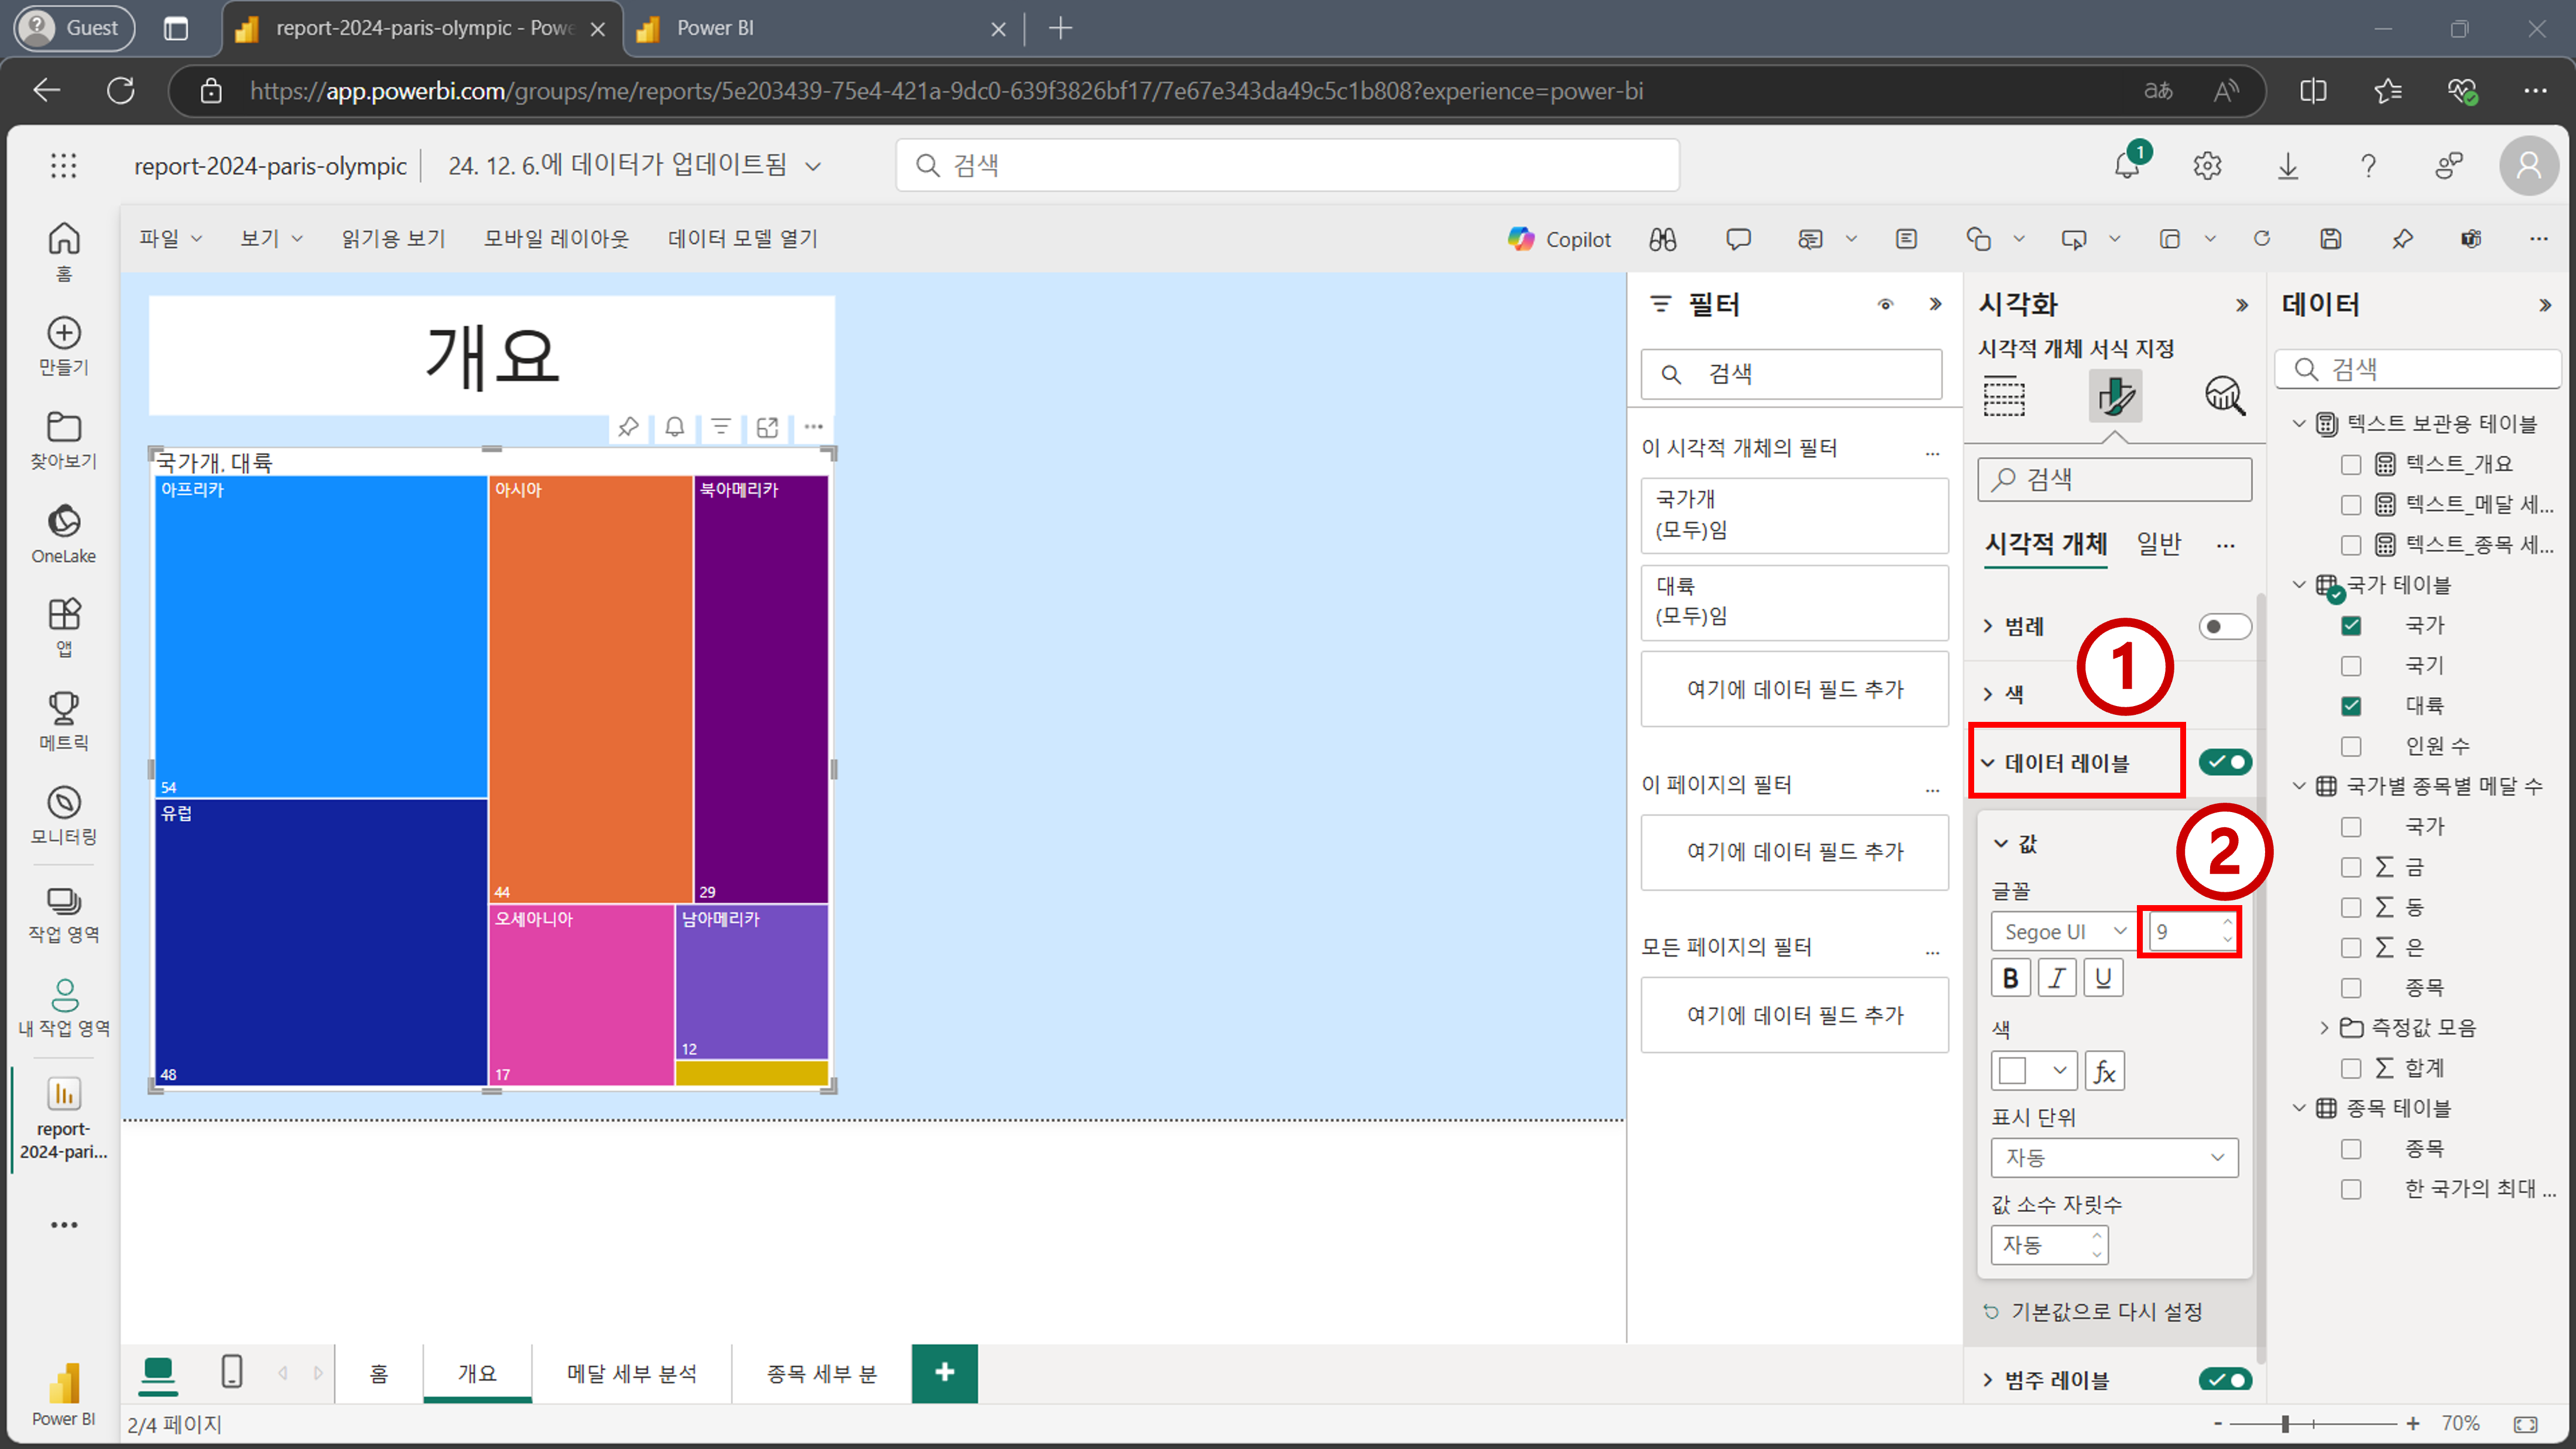 Guest
report-2024-paris-olympic - Powe
Power BI
https://app.powerbi.com/groups/me/reports/5e203439-75e4-421a-9dc0-639f3826bf17/7e67e343da49c5c1b808?experience=power-bi
report-2024-paris-olympic
24. 12. 6.에 데이터가 업데이트됨
검색
1
파일
보기
읽기용 보기
모바일 레이아웃
데이터 모델 열기
Copilot
홈
만들기
찾아보기
OneLake
앱
메트릭
모니터링
작업 영역
내 작업 영역
report-
2024-pari...
Power BI
개요
국가개, 대륙
아프리카
54
유럽
48
아시아
44
북아메리카
29
오세아니아
17
남아메리카
12
필터
검색
이 시각적 개체의 필터
국가개
(모두)임
대륙
(모두)임
여기에 데이터 필드 추가
이 페이지의 필터
여기에 데이터 필드 추가
모든 페이지의 필터
여기에 데이터 필드 추가
시각화
시각적 개체 서식 지정
검색
시각적 개체
일반
범례
색
1
데이터 레이블
2
값
글꼴
Segoe UI
9
B I U
색
fx
표시 단위
자동
값 소수 자릿수
자동
기본값으로 다시 설정
범주 레이블
데이터
검색
텍스트 보관용 테이블
텍스트_개요
텍스트_메달 세...
텍스트_종목 세...
국가 테이블
국가
국기
대륙
인원 수
국가별 종목별 메달 수
국가
금
동
은
종목
측정값 모음
합계
종목 테이블
종목
한 국가의 최대 ...
홈
개요
메달 세부 분석
종목 세부 분
2/4 페이지
70%